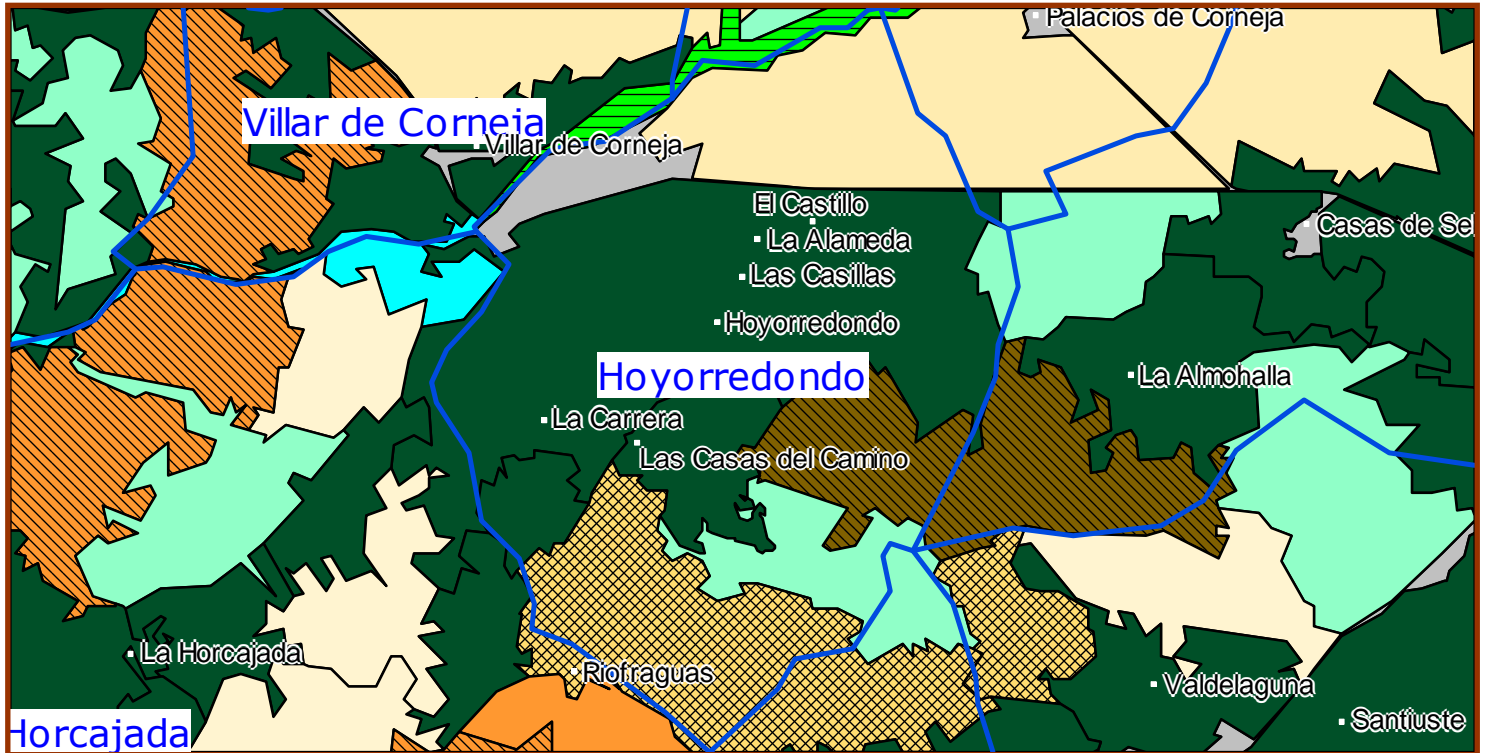 Palacios de Corneja
Villar de Corneja
Villar de Corneja
El Castillo
Casas de Sel
La Alameda
Las Casillas
Hoyorredondo
Hoyorredondo
La Almohalla
La Carrera
Las Casas del Camino
La Horcajada
Riofraguas
Valdelaguna
Santiuste
Horcajada